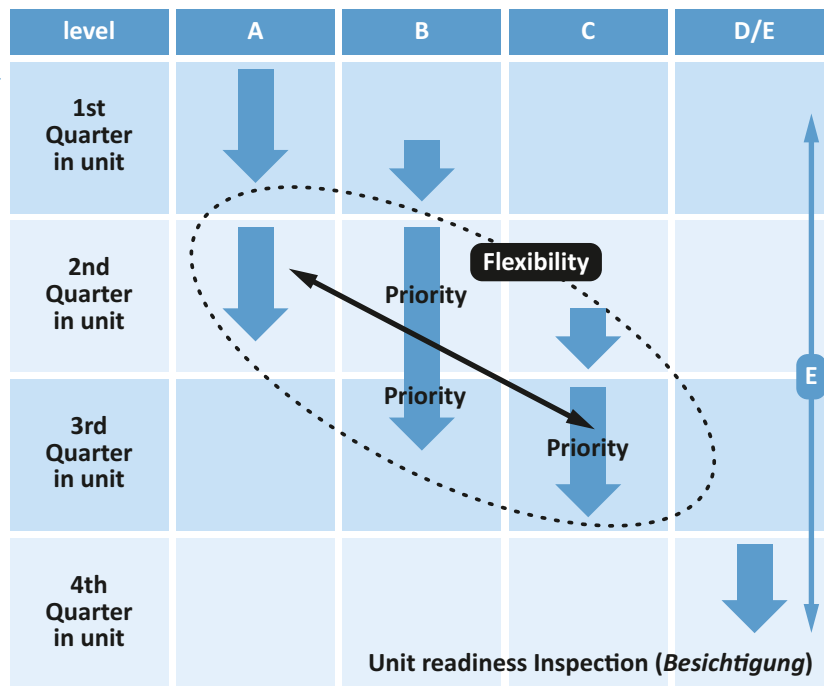 level A B C D/E
1st
Quarter
in unit
2nd
Quarter
in unit
Flexibility
Priority
E
Priority
3rd
Quarter
in unit
Priority
4th
Quarter
in unit
Unit readiness Inspection (Besichtigung)